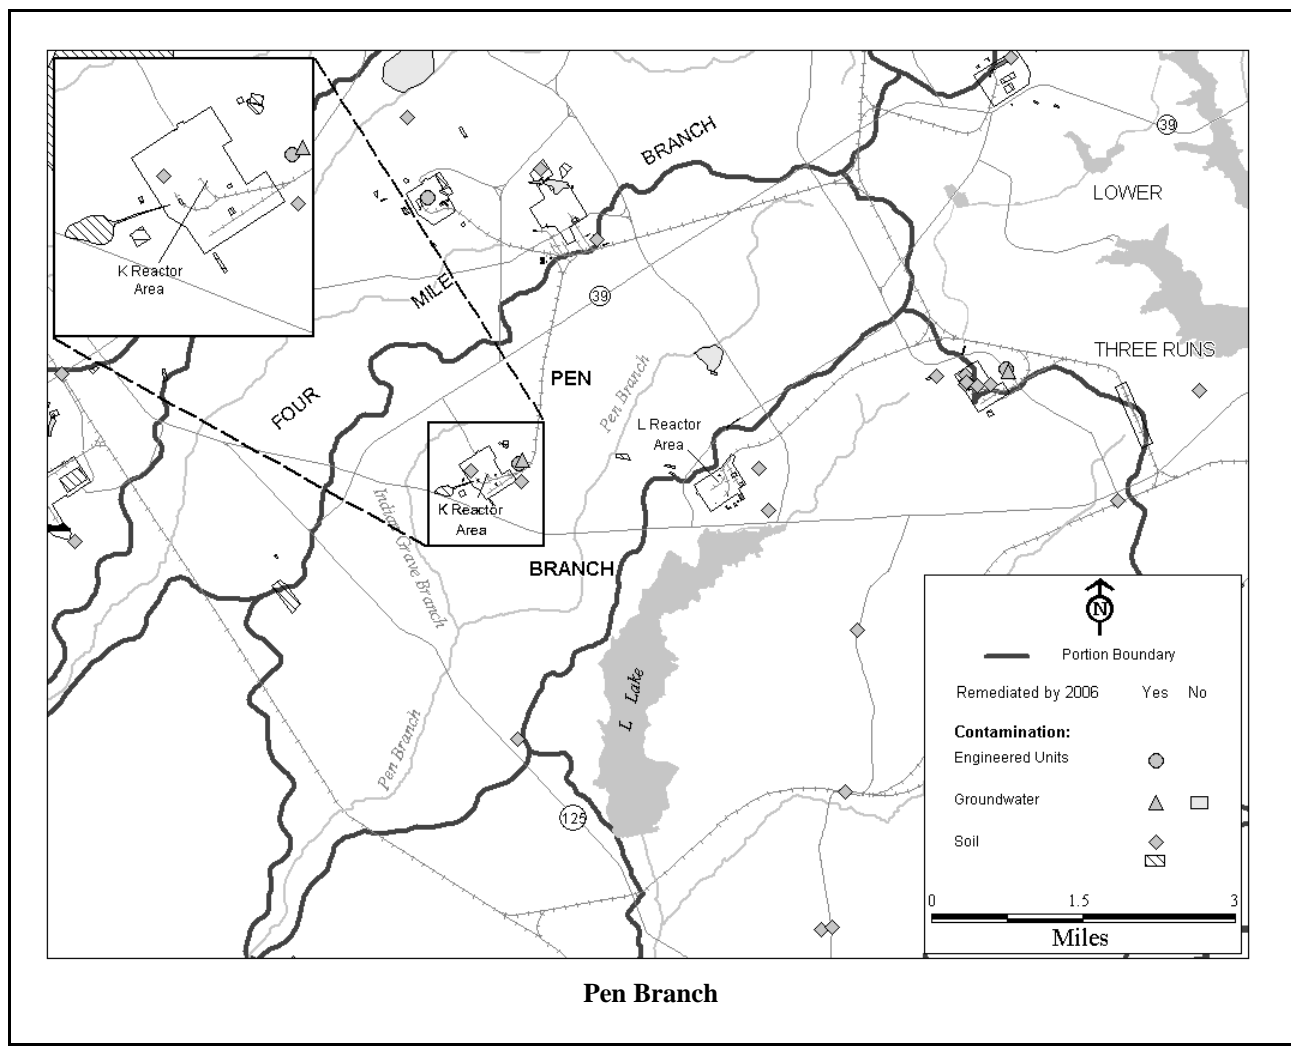 BRANCH
39
LOWER
K Reactor
Area
MILE
39
THREE RUNS
PEN
Pen Branch
FOUR
L Reactor
Area
K Reactor
Area
Indian Grave Branch
BRANCH
L Lake
Pen Branch
125
N
Portion Boundary
Remediated by 2006 Yes No
Contamination:
Engineered Units
Groundwater
Soil
0 1.5 3
Miles
Pen Branch